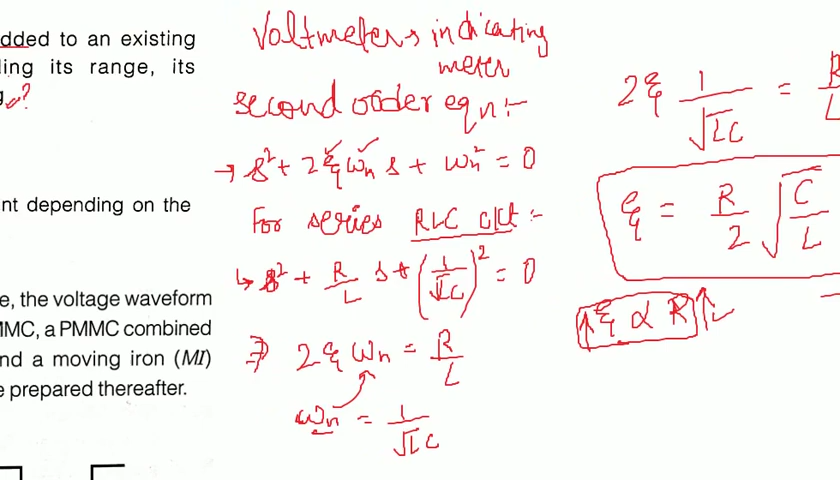 dded to an existing
ling its range, its
g?
nt depending on the
e, the voltage waveform
MMC, a PMMC combined
nd a moving iron (MI)
e prepared thereafter.
Voltmeters indicating
meter
second order eqn:-
→ s² + 2ξωₙs + ωₙ² = 0
For series RLC ckt:-
↳ s² + R/L s + (1/√LC)² = 0
⇒ 2ξωₙ = R/L
ωₙ = 1/√LC
2ξ 1/√LC = R/L
ξ = R/2 √C/L
↑ξ ∝ R↑